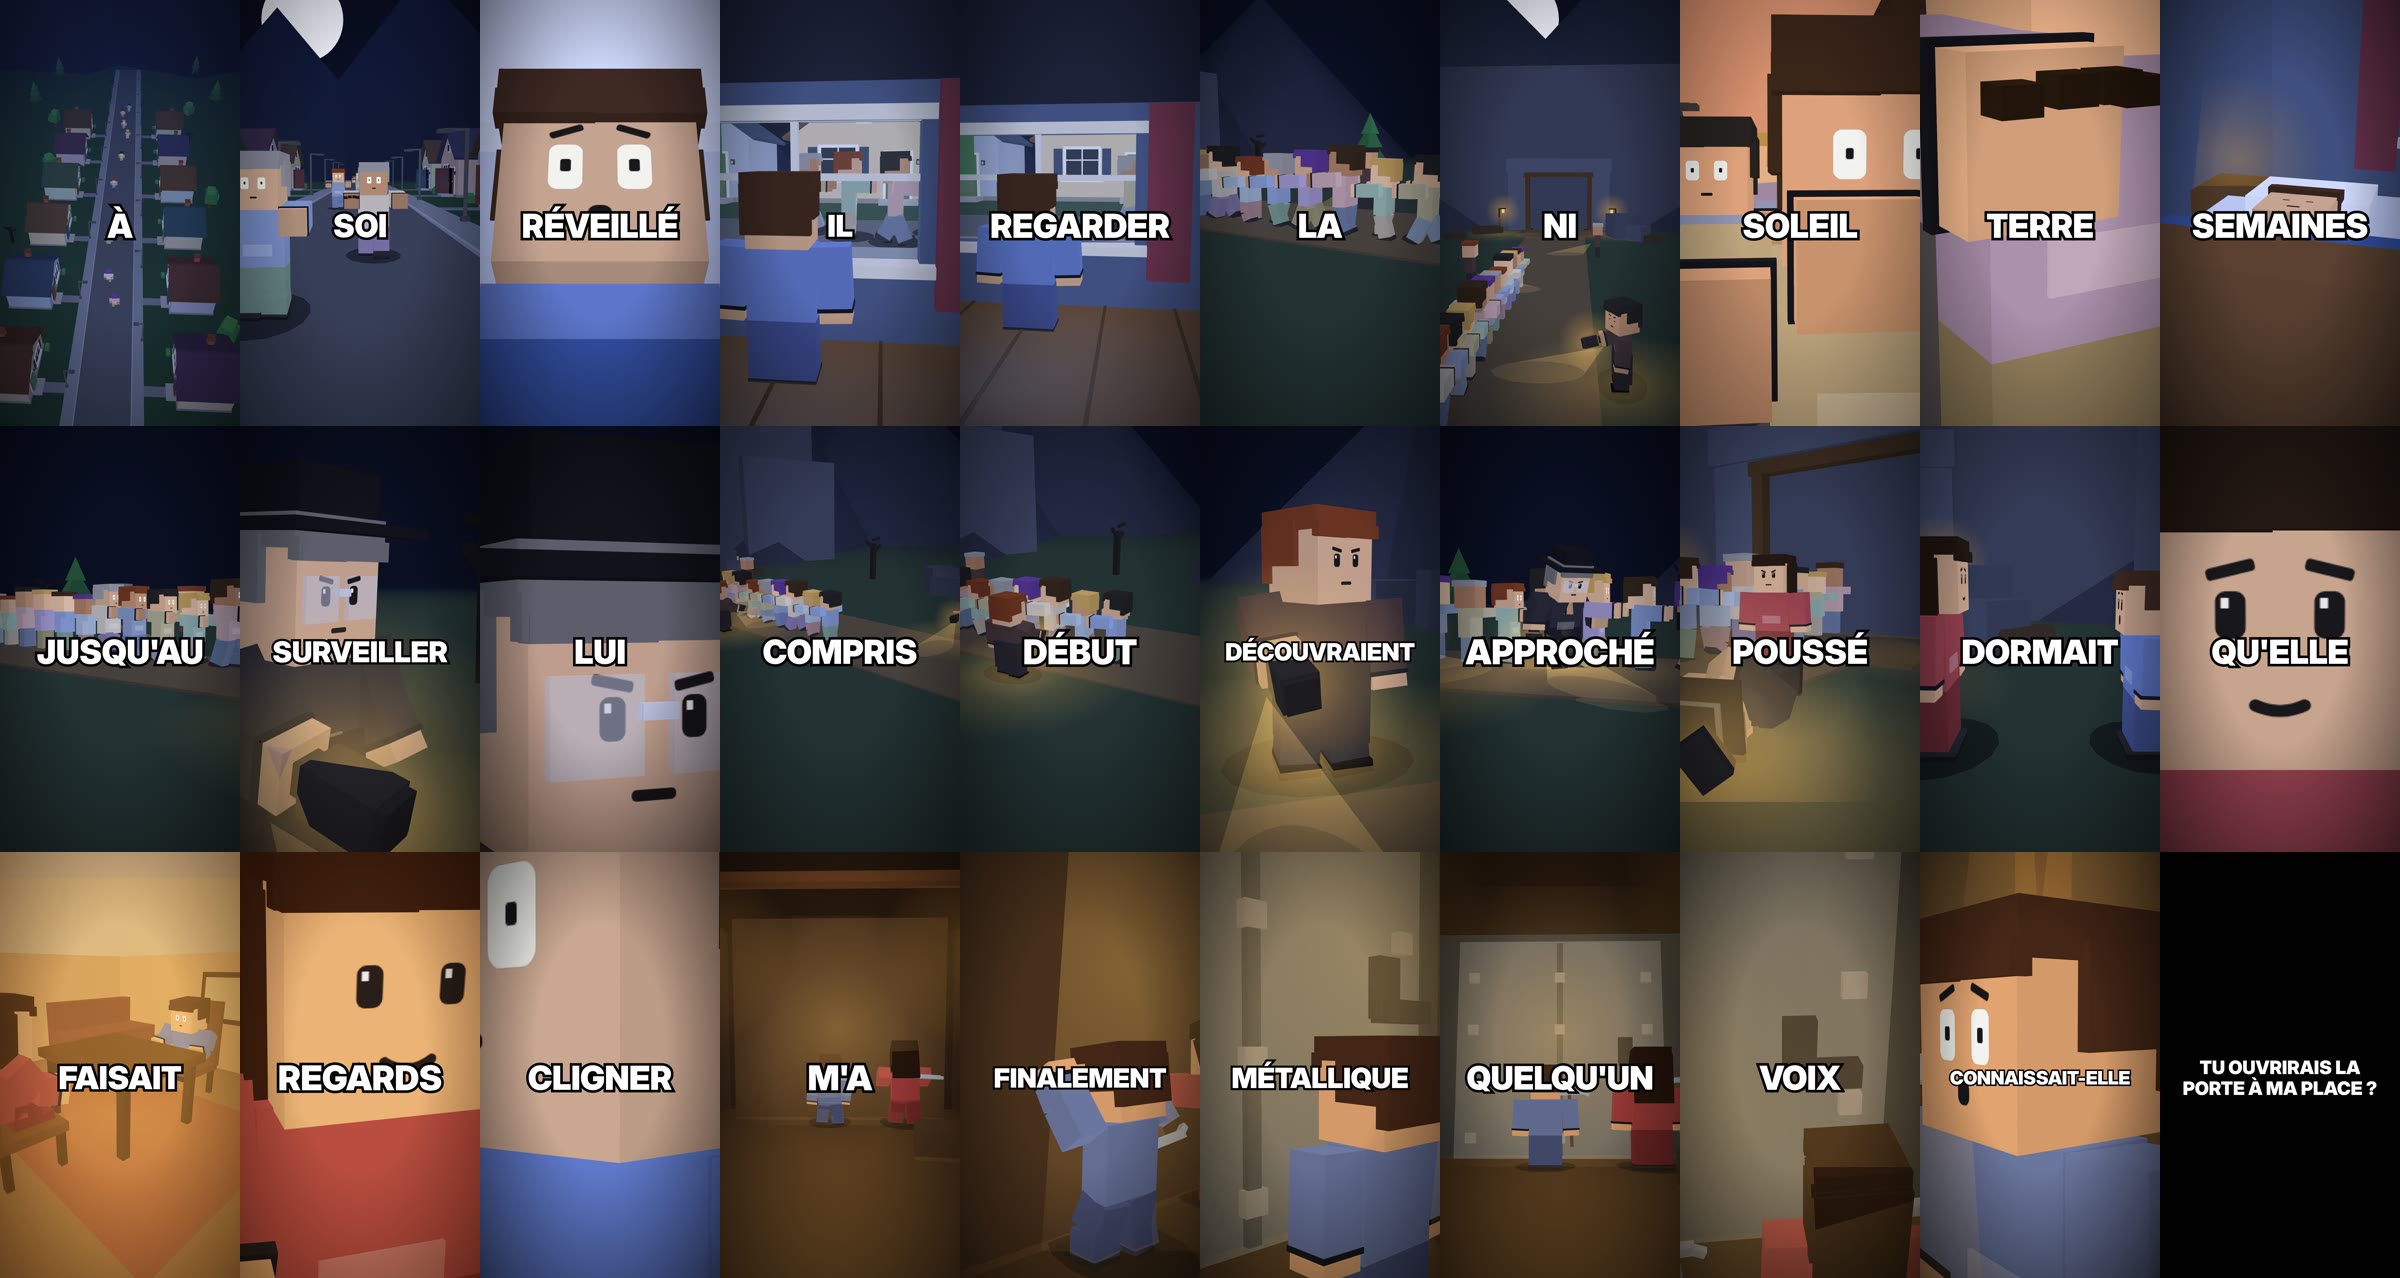 À
SOI
RÉVEILLÉ
IL
REGARDER
LA
NI
SOLEIL
TERRE
SEMAINES
JUSQU'AU
SURVEILLER
LUI
COMPRIS
DÉBUT
DÉCOUVRAIENT
APPROCHÉ
POUSSÉ
DORMAIT
QU'ELLE
FAISAIT
REGARDS
CLIGNER
M'A
FINALEMENT
MÉTALLIQUE
QUELQU'UN
VOIX
CONNAISSAIT-ELLE
TU OUVRIRAIS LA
PORTE À MA PLACE ?